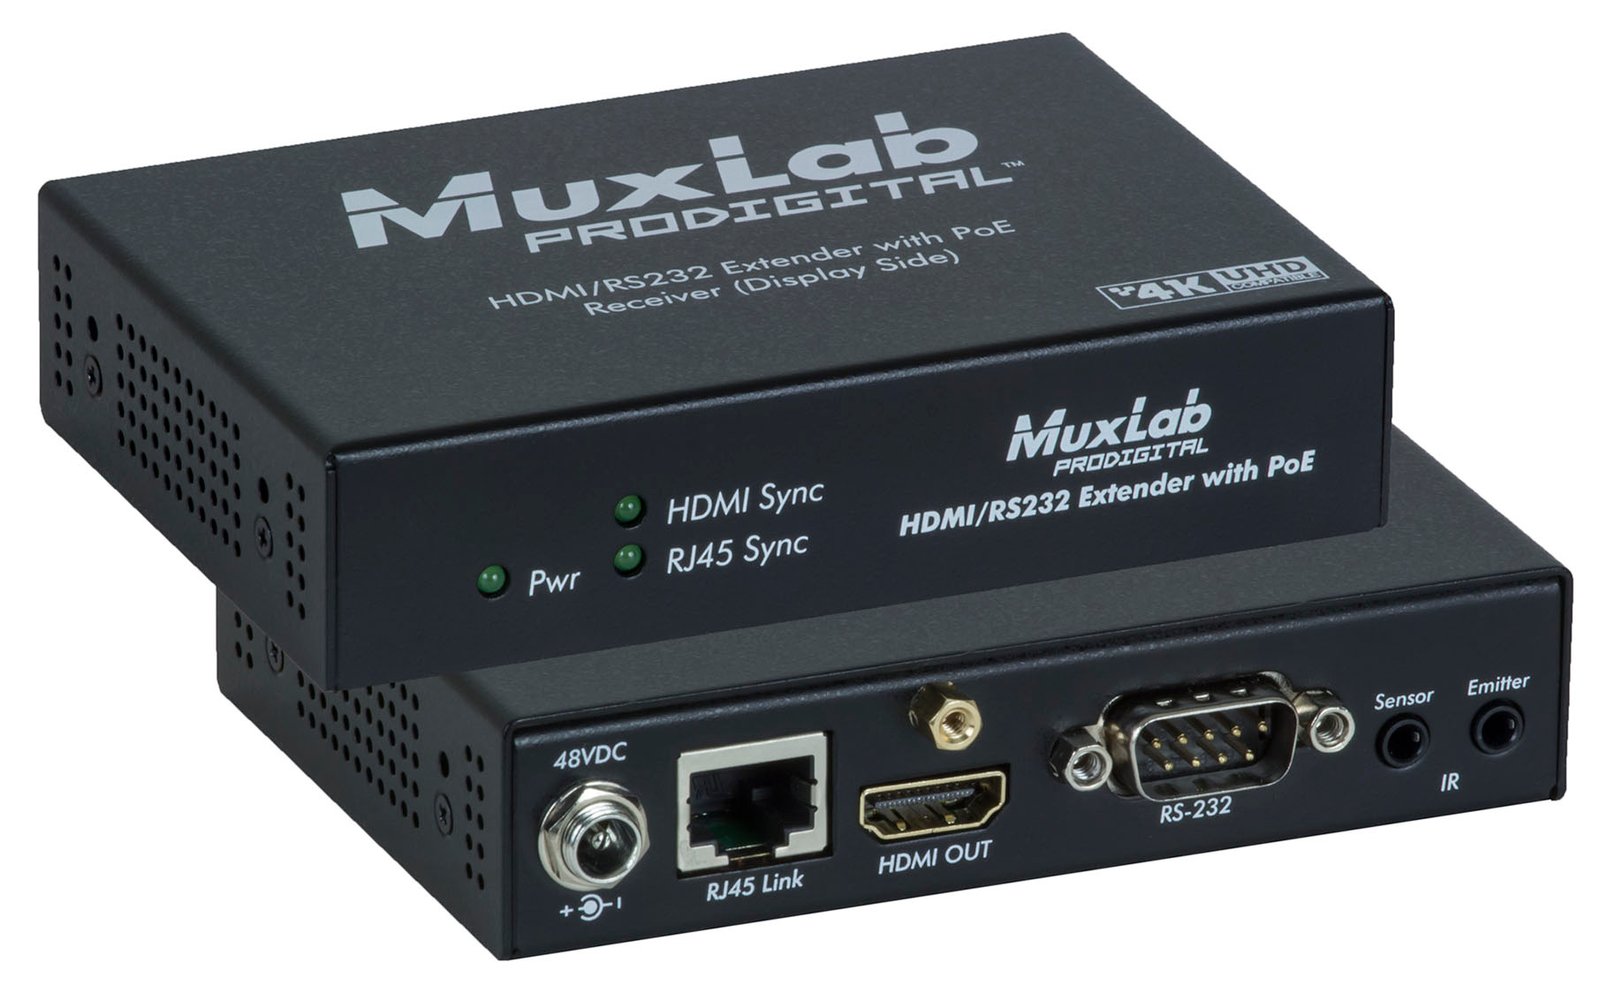 MuxLab
PRODIGITAL™
HDMI/RS232 Extender with PoE
Receiver (Display Side)
4K UHD
COMPATIBLE
MuxLab
PRODIGITAL
HDMI/RS232 Extender with PoE
HDMI Sync
RJ45 Sync
Pwr
48VDC
+ -
RJ45 Link
HDMI OUT
RS-232
Sensor
Emitter
IR